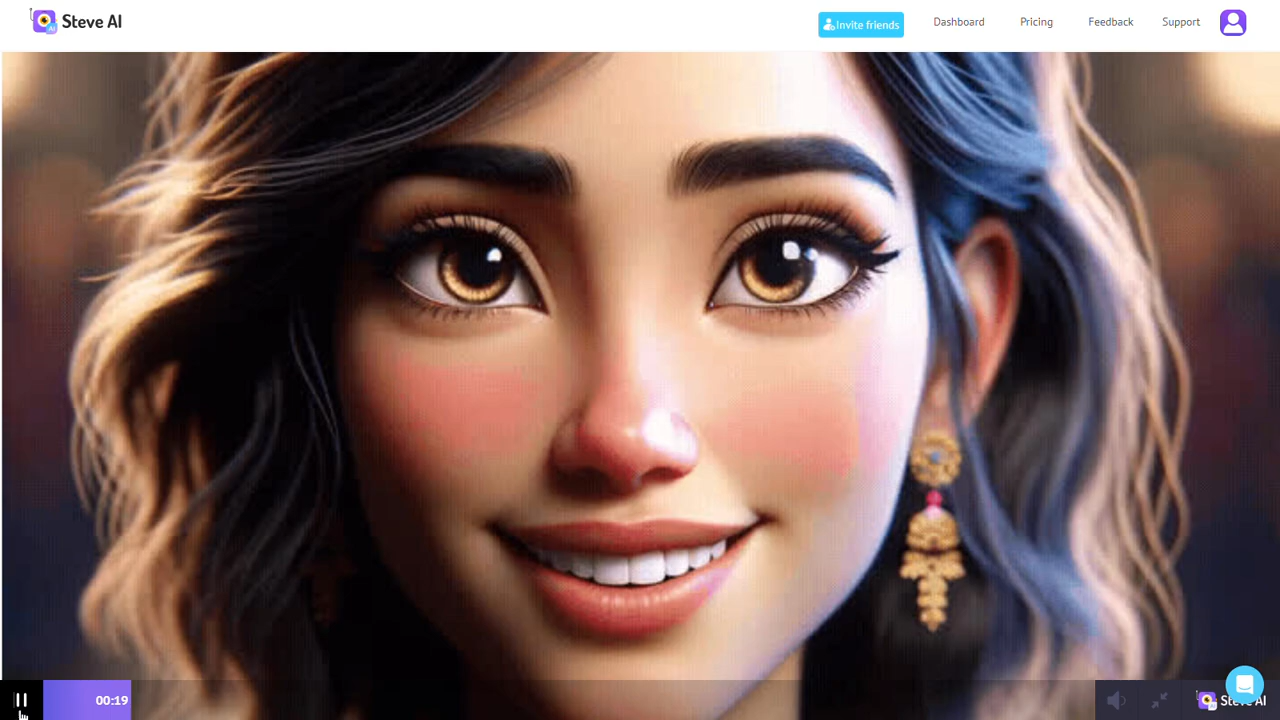 Steve AI
Invite friends
Dashboard
Pricing
Feedback
Support
00:19
Steve AI